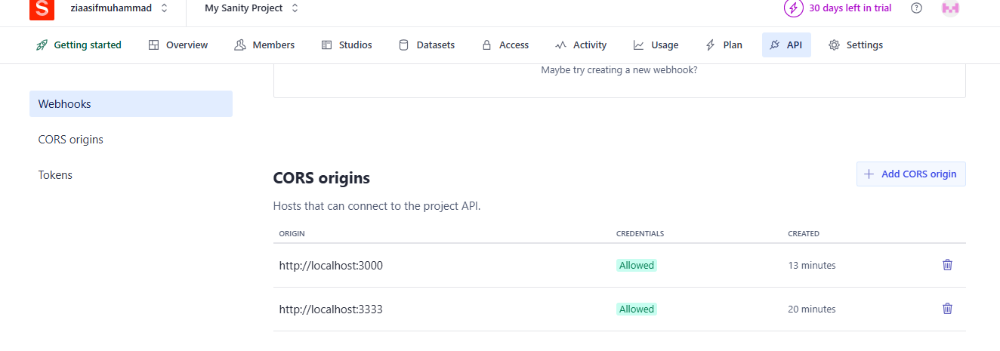 S ziaasifmuhammad My Sanity Project 30 days left in trial
Getting started Overview Members Studios Datasets Access Activity Usage Plan API Settings
Maybe try creating a new webhook?
Webhooks
CORS origins
Tokens
CORS origins
Add CORS origin
Hosts that can connect to the project API.
ORIGIN CREDENTIALS CREATED
http://localhost:3000 Allowed 13 minutes
http://localhost:3333 Allowed 20 minutes